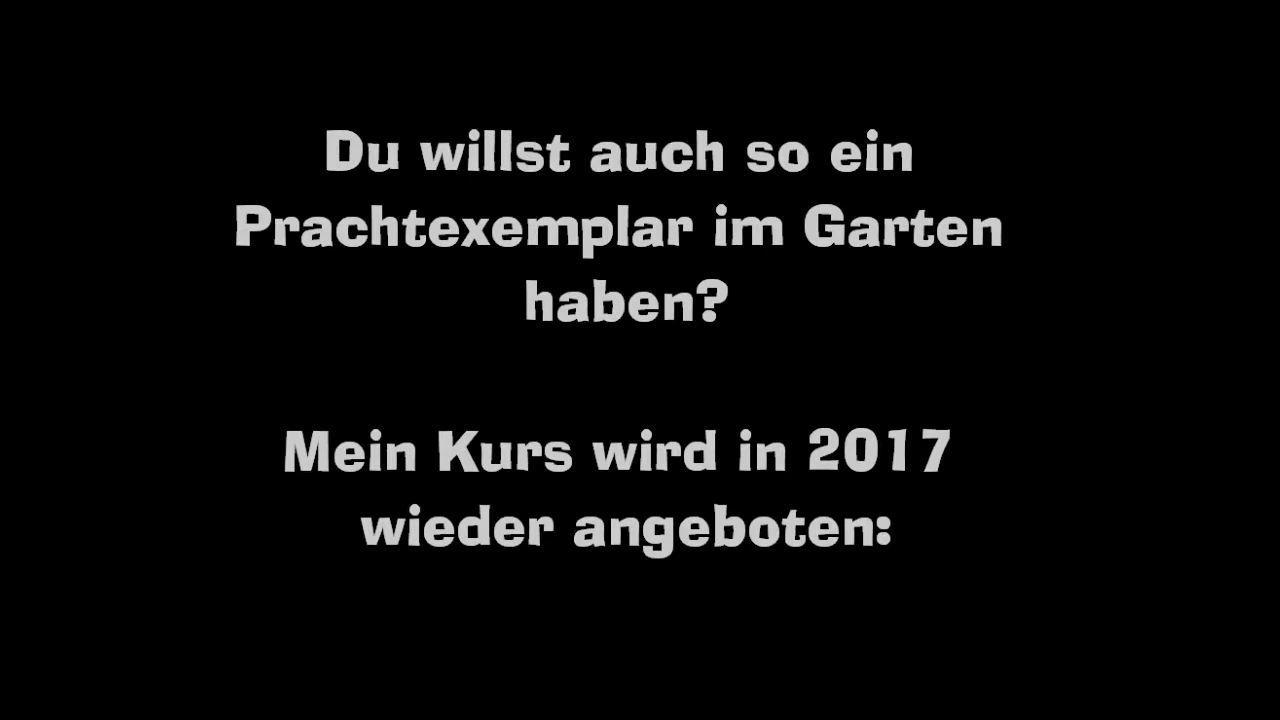 Du willst auch so ein
Prachtexemplar im Garten
haben?
Mein Kurs wird in 2017
wieder angeboten: